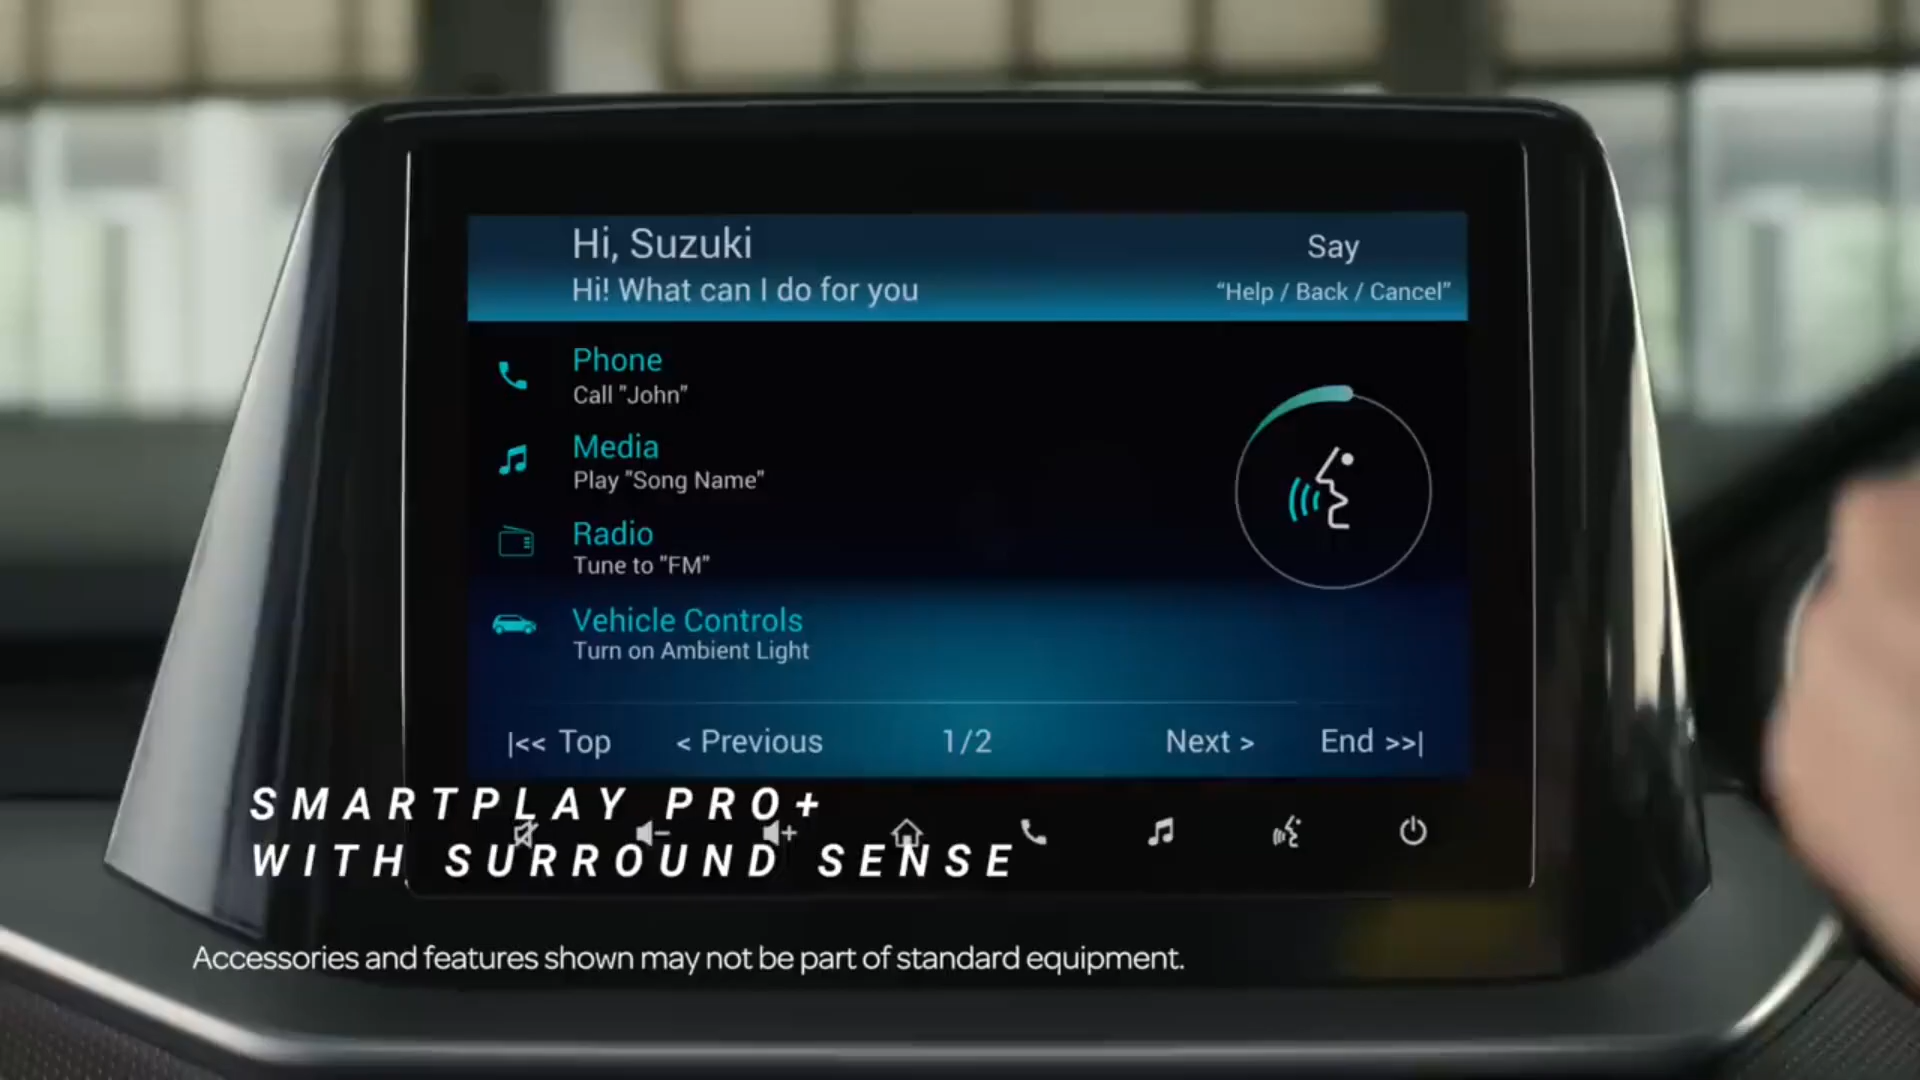 Hi, Suzuki
Hi! What can I do for you
Say
“Help / Back / Cancel”
Phone
Call "John"
Media
Play "Song Name"
Radio
Tune to "FM"
Vehicle Controls
Turn on Ambient Light
|<< Top < Previous 1/2 Next > End >>|
SMARTPLAY PRO+
WITH SURROUND SENSE
Accessories and features shown may not be part of standard equipment.